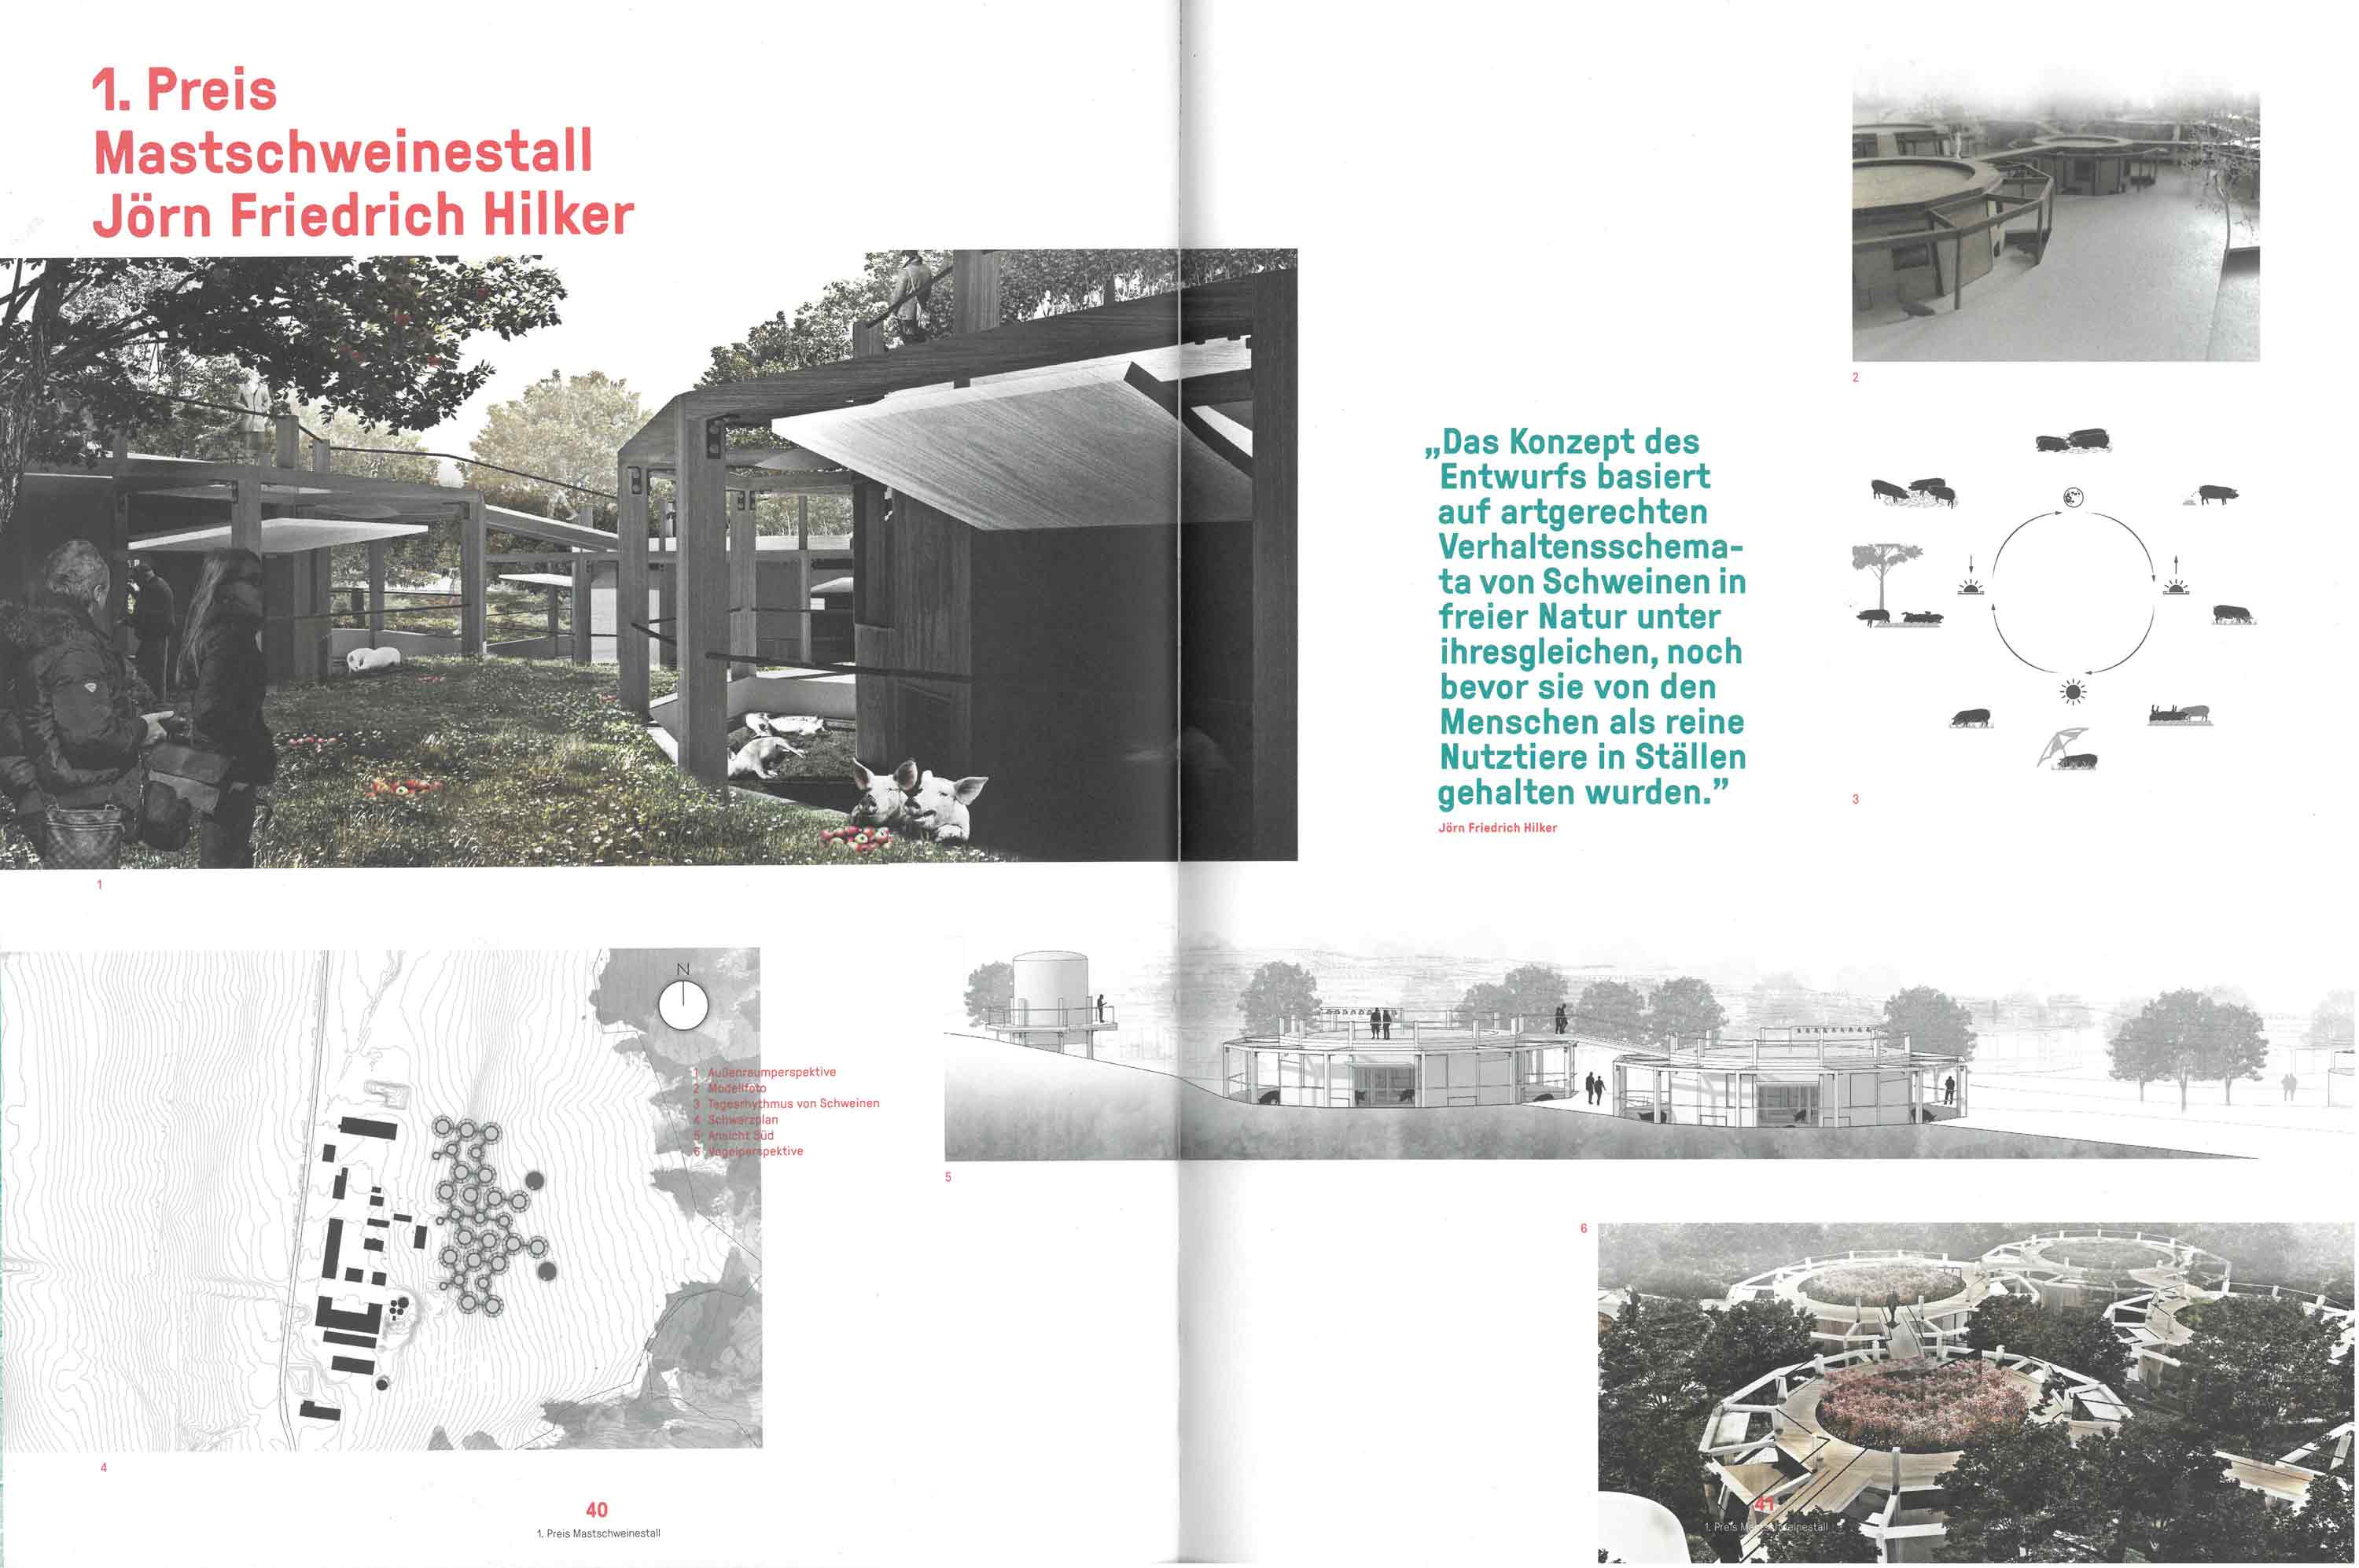 1. Preis
Mastschweinestall
Jörn Friedrich Hilker
1
2
„Das Konzept des
Entwurfs basiert
auf artgerechten
Verhaltensschema-
ta von Schweinen in
freier Natur unter
ihresgleichen, noch
bevor sie von den
Menschen als reine
Nutztiere in Ställen
gehalten wurden.”
Jörn Friedrich Hilker
3
N
1 Außenraumperspektive
2 Modellfoto
3 Tagesrhythmus von Schweinen
4 Schwarzplan
5 Ansicht Süd
6 Vogelperspektive
4
5
6
40
1. Preis Mastschweinestall
41
1. Preis Mastschweinestall